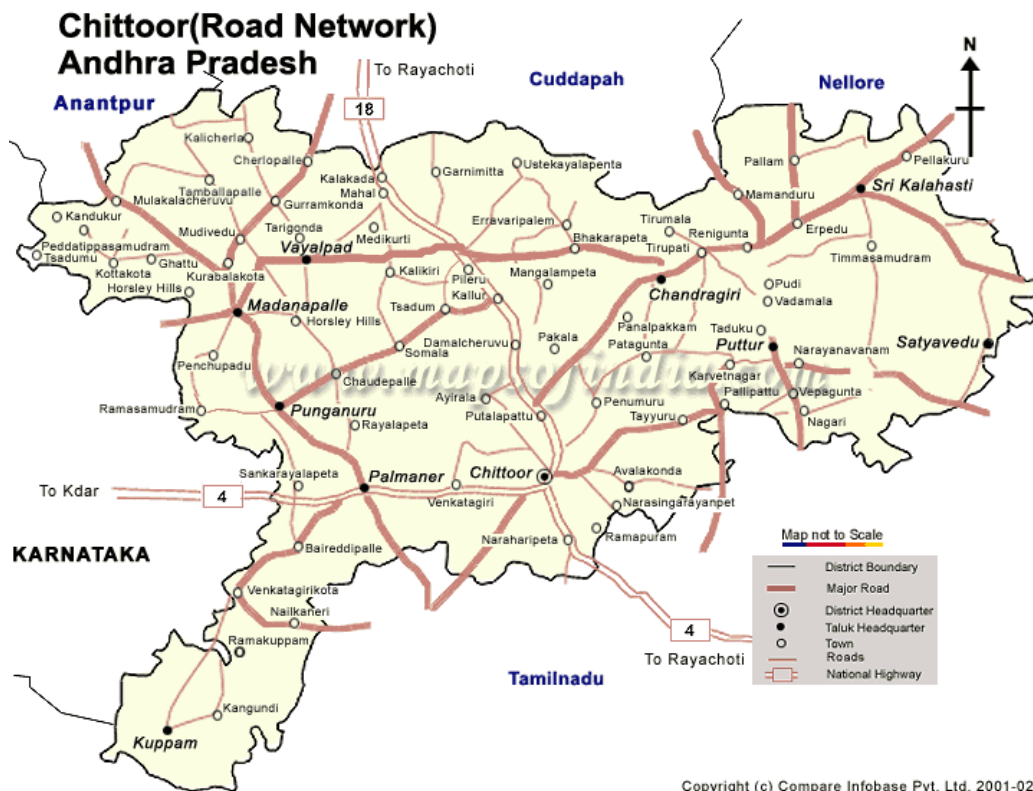 Chittoor(Road Network)
Andhra Pradesh
To Rayachoti
Cuddapah
Nellore
N
Anantpur
18
Kalicherla
Cherlopalle
Ustekayalapenta
Pallam
Pellakuru
Kalakada
Garnimitta
Tamballapalle
Mahal
Mamanduru
Sri Kalahasti
Mulakalacheruvu
Gurramkonda
Kandukur
Erravaripalem
Tirumala
Mudivedu
Tarigonda
Medikurti
Renigunta
Erpedu
Peddatippasamudram
Vayalpad
Bhakarapeta
Tirupati
Tsadumu
Timmasamudram
Kottakota
Ghattu
Kurabalakota
Kalikiri
Pileru
Mangalampeta
Horsley Hills
Kallur
Chandragiri
Pudi
Vadamala
Madanapalle
Tsadum
Horsley Hills
Panalpakkam
Taduku
Pakala
Damalcheruvu
Patagunta
Puttur
Satyavedu
Somala
Penchupadu
www.mapsofindia.com
Narayanavanam
Chaudepalle
Karvetnagar
Ayirala
Vepagunta
Ramasamudram
Punganuru
Penumuru
Pallipattu
Putalapattu
Tayyuru
Rayalapeta
Nagari
Sankarayalapeta
Palmaner
Chittoor
Avalakonda
To Kdar
4
Venkatagiri
Narasingarayanpet
KARNATAKA
Baireddipalle
Naraharipeta
Ramapuram
Map not to Scale
District Boundary
Major Road
Venkatagirikota
District Headquarter
Nailkaneri
Taluk Headquarter
4
Town
Ramakuppam
To Rayachoti
Roads
National Highway
Tamilnadu
Kangundi
Kuppam
Copyright (c) Compare Infobase Pvt. Ltd. 2001-02